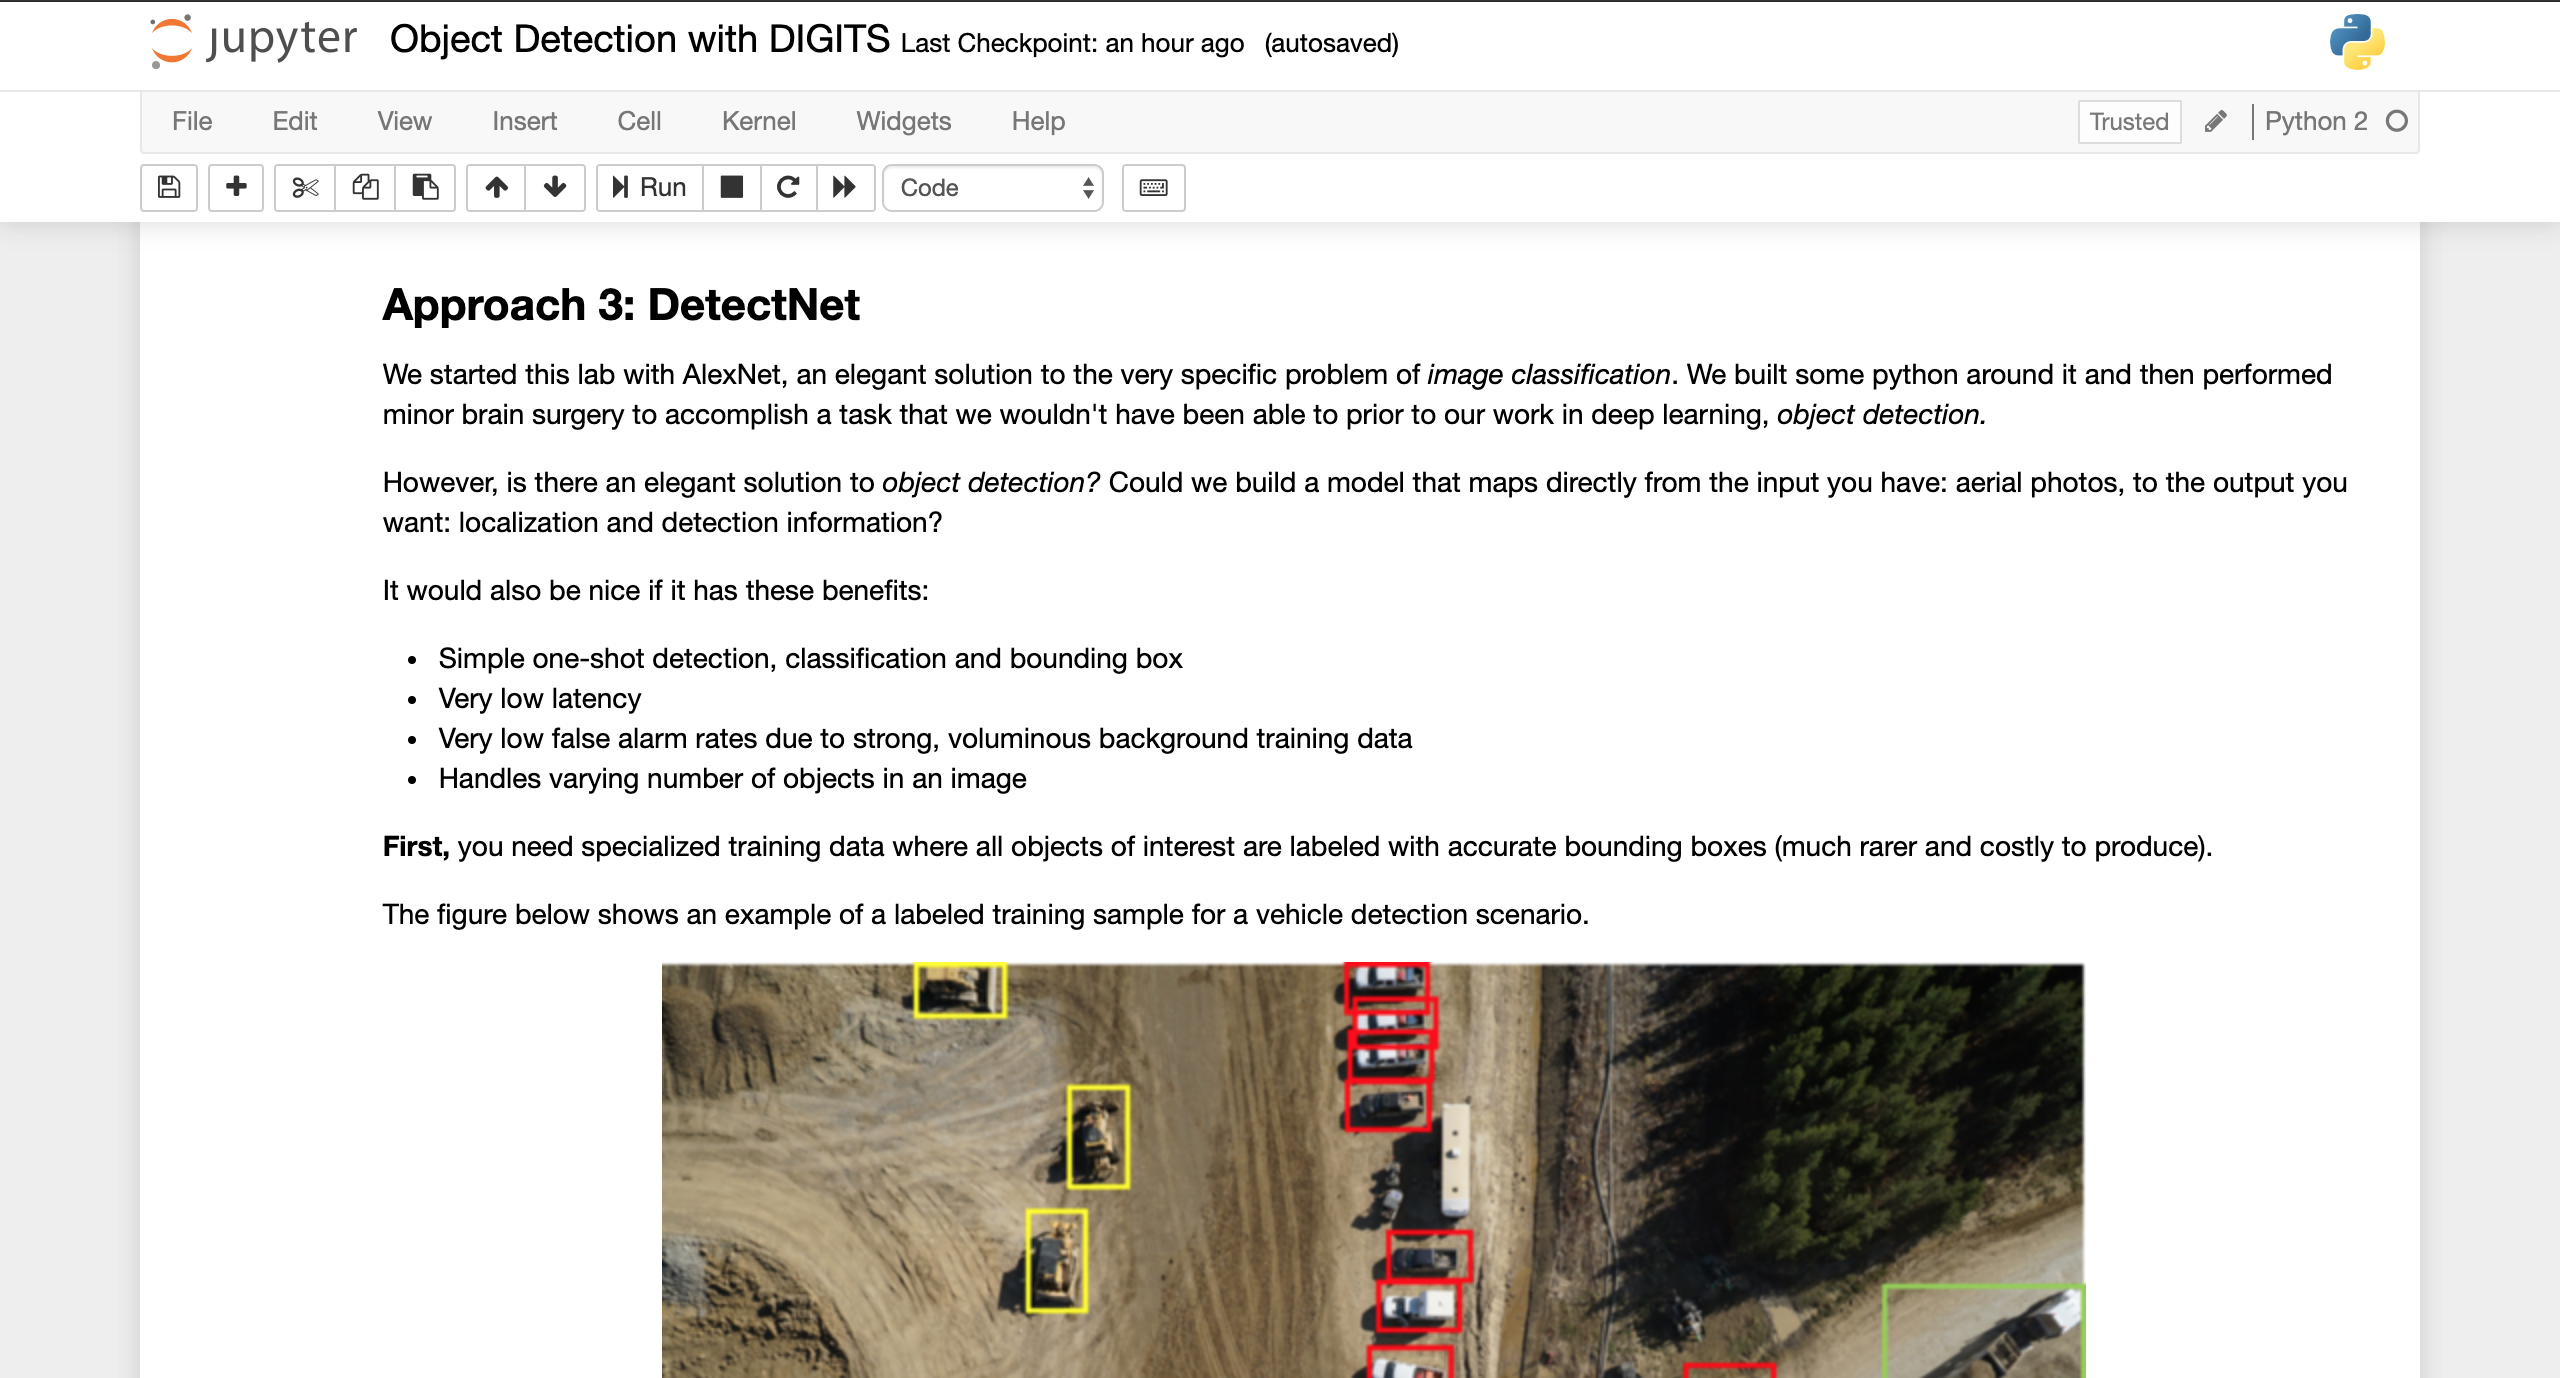 jupyter Object Detection with DIGITS Last Checkpoint: an hour ago (autosaved)
File Edit View Insert Cell Kernel Widgets Help Trusted Python 2
Run Code
Approach 3: DetectNet
We started this lab with AlexNet, an elegant solution to the very specific problem of image classification. We built some python around it and then performed
minor brain surgery to accomplish a task that we wouldn't have been able to prior to our work in deep learning, object detection.
However, is there an elegant solution to object detection? Could we build a model that maps directly from the input you have: aerial photos, to the output you
want: localization and detection information?
It would also be nice if it has these benefits:
• Simple one-shot detection, classification and bounding box
• Very low latency
• Very low false alarm rates due to strong, voluminous background training data
• Handles varying number of objects in an image
First, you need specialized training data where all objects of interest are labeled with accurate bounding boxes (much rarer and costly to produce).
The figure below shows an example of a labeled training sample for a vehicle detection scenario.